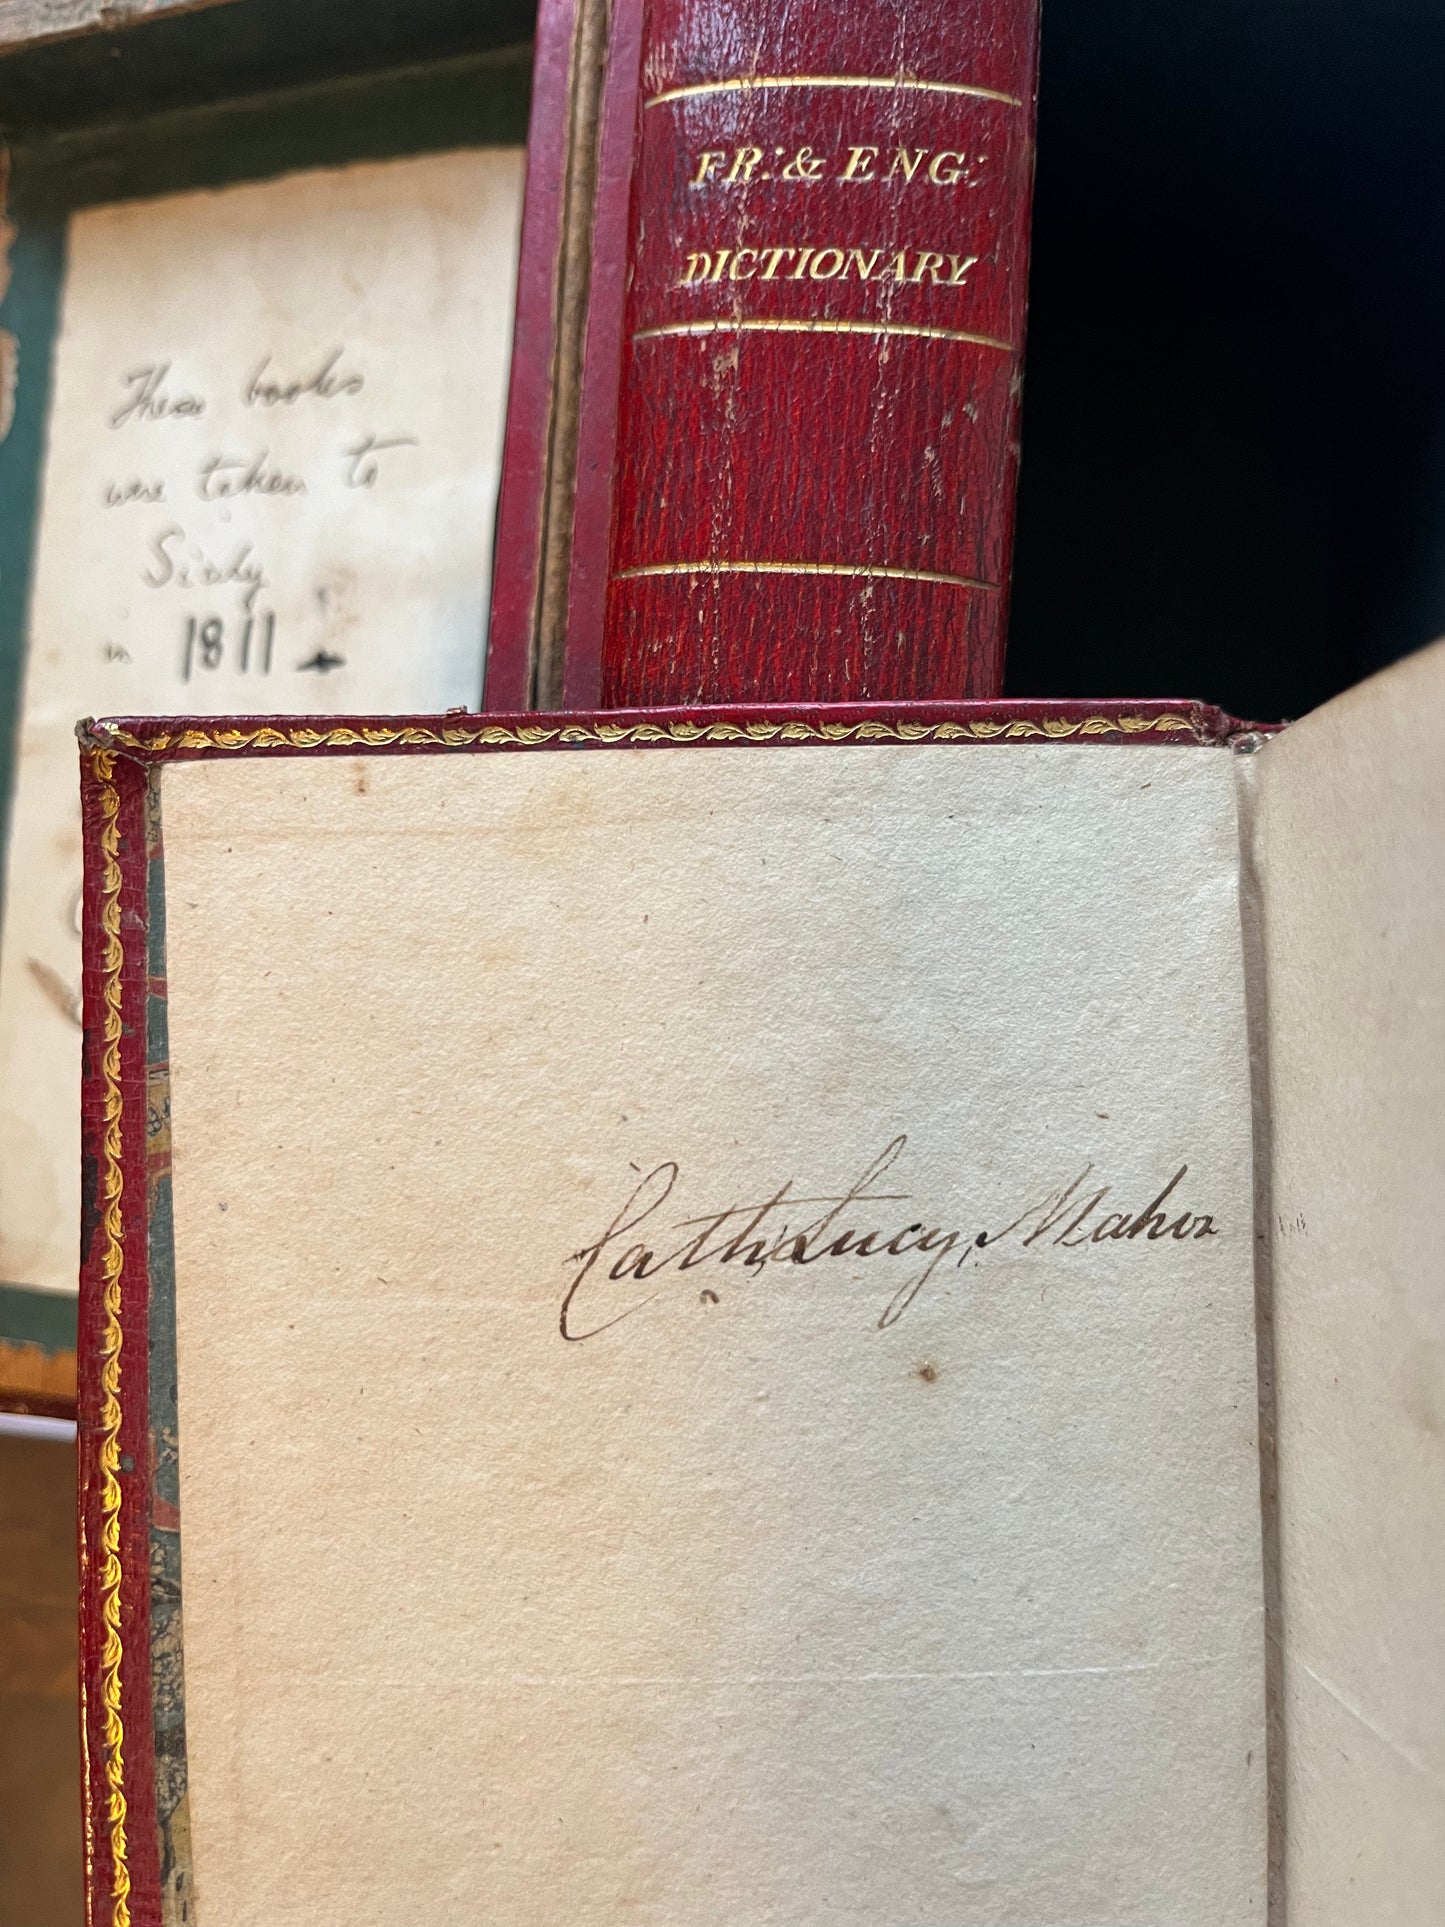 FR: & ENG:
DICTIONARY
These books
were taken to
Sicily
in 1811
Cath: Lucy, Mahon